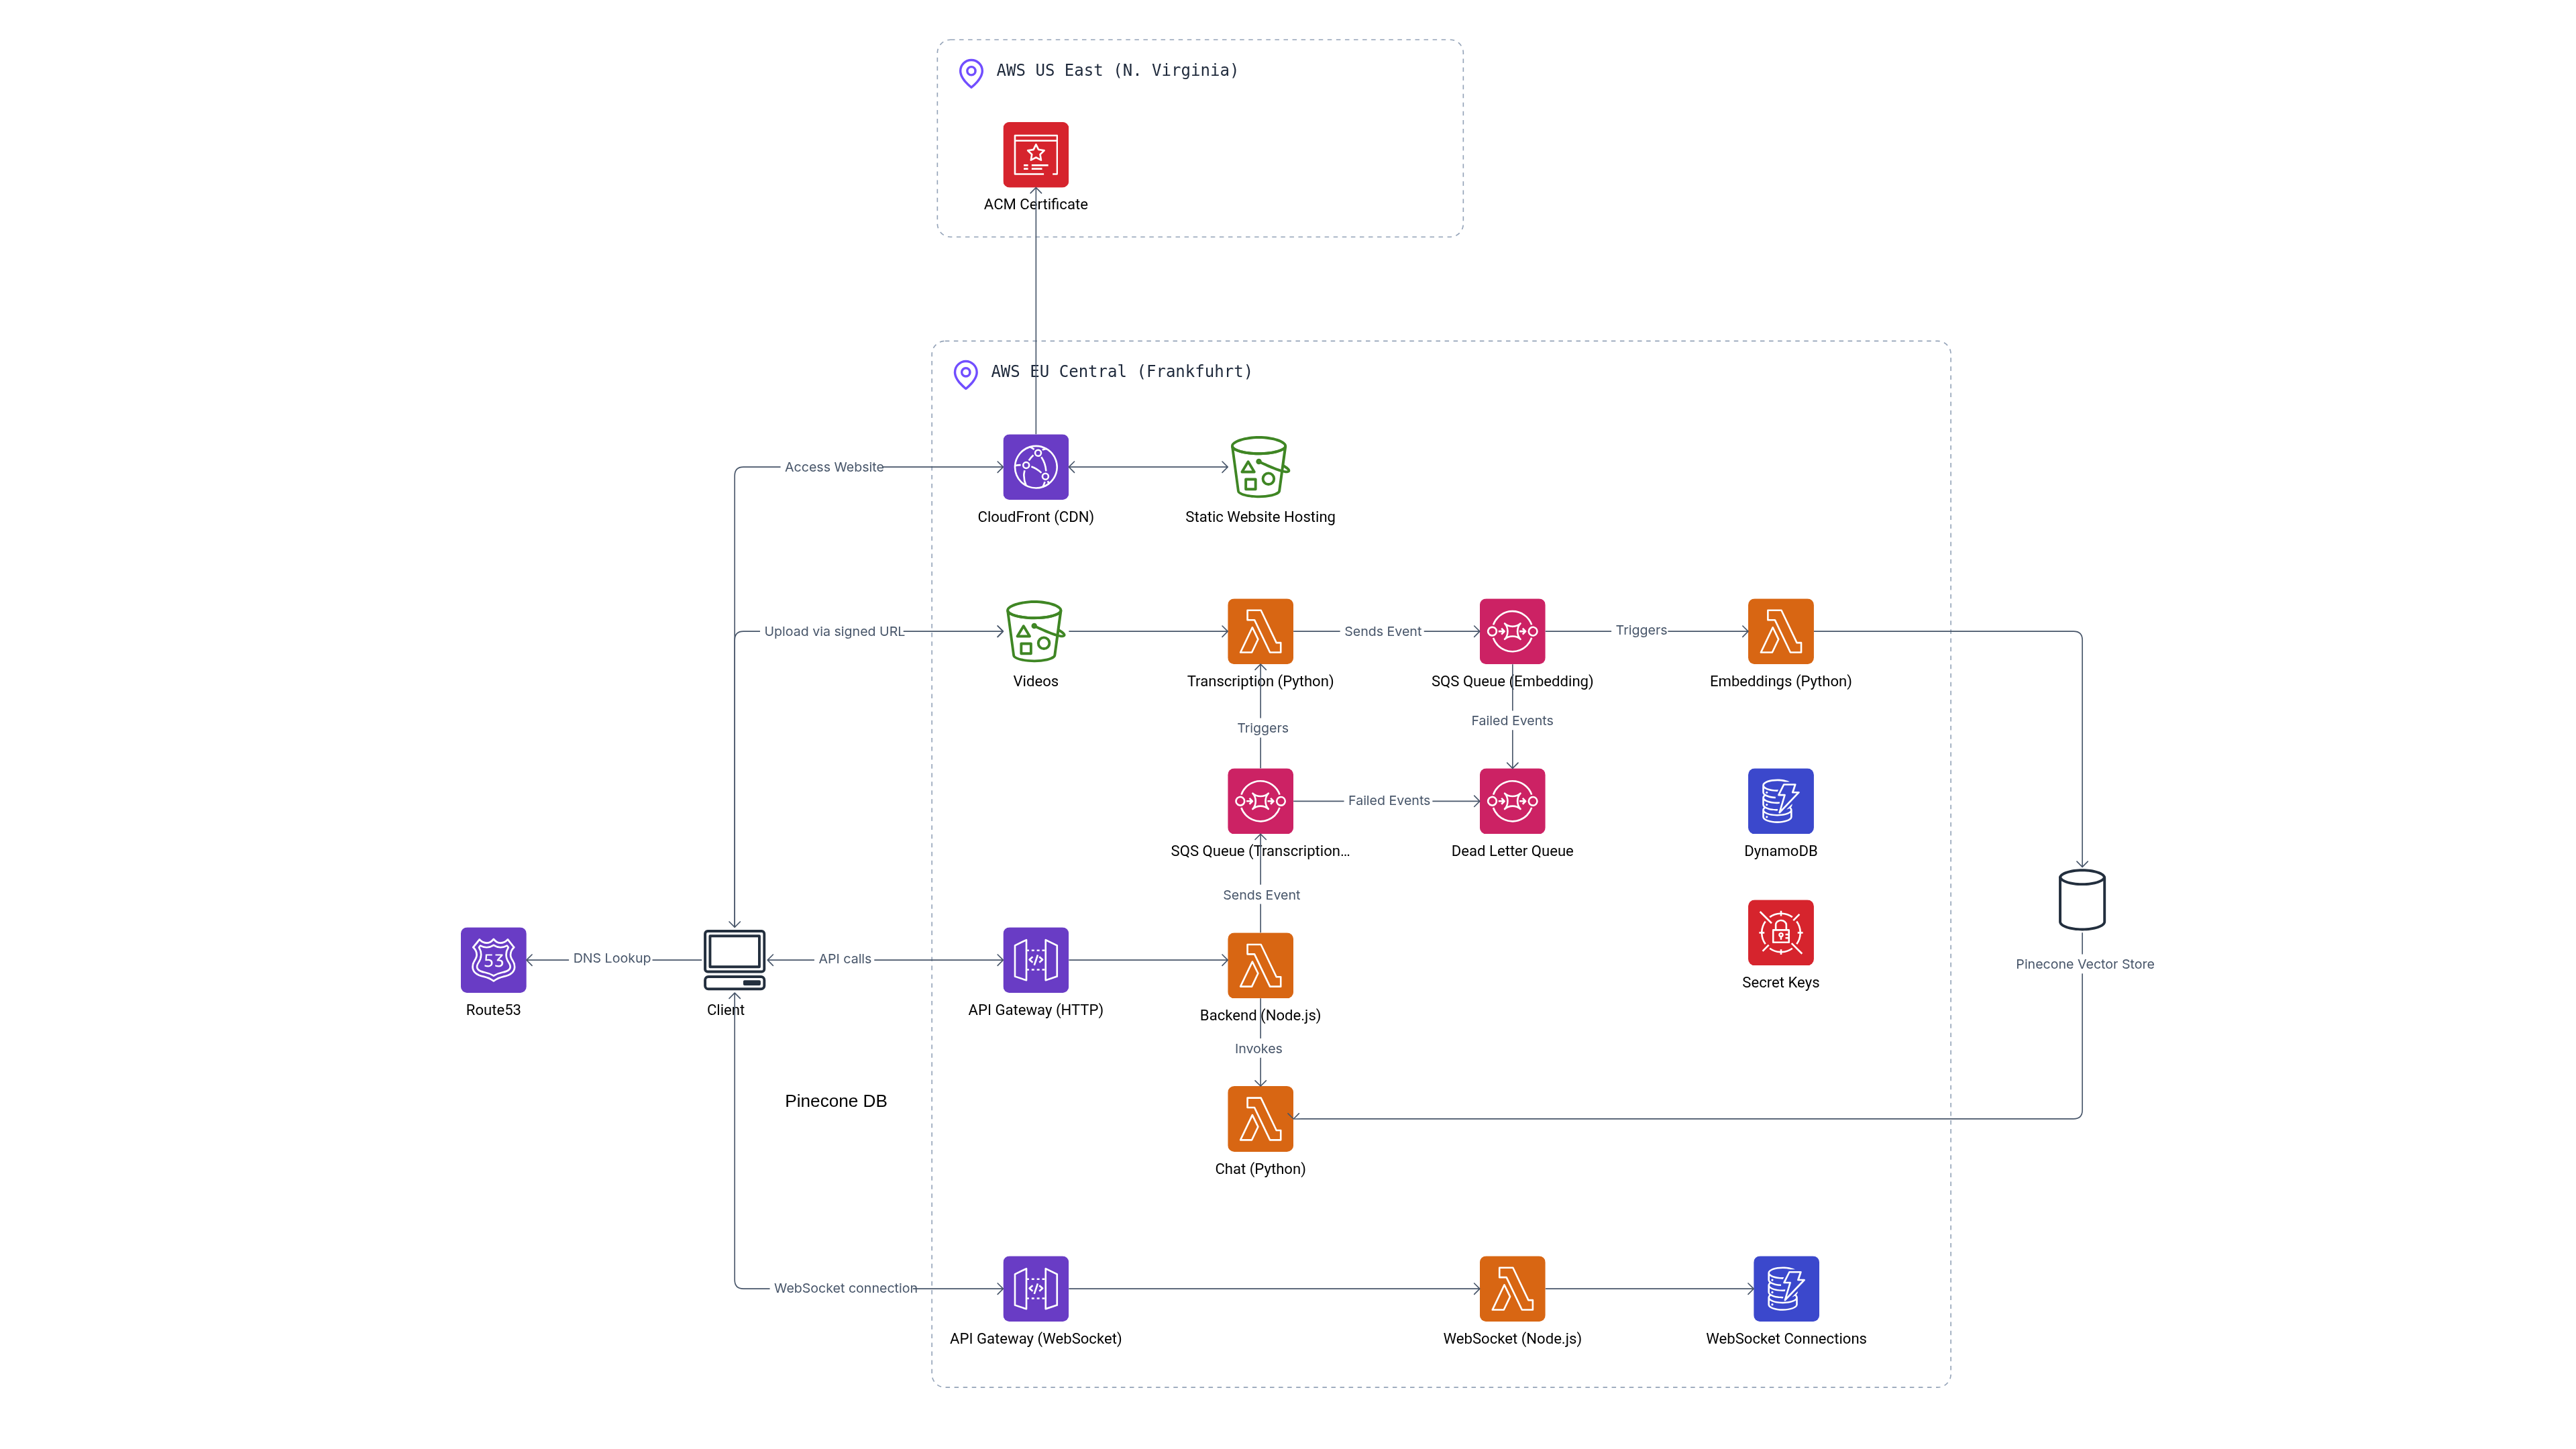 AWS US East (N. Virginia)
ACM Certificate
AWS EU Central (Frankfuhrt)
Access Website
CloudFront (CDN)
Static Website Hosting
Upload via signed URL
Sends Event
Triggers
Videos
Transcription (Python)
SQS Queue (Embedding)
Embeddings (Python)
Triggers
Failed Events
Failed Events
SQS Queue (Transcription...
Dead Letter Queue
DynamoDB
Sends Event
53
DNS Lookup
API calls
Pinecone Vector Store
Secret Keys
Route53
Client
API Gateway (HTTP)
Backend (Node.js)
Invokes
Pinecone DB
Chat (Python)
WebSocket connection
API Gateway (WebSocket)
WebSocket (Node.js)
WebSocket Connections